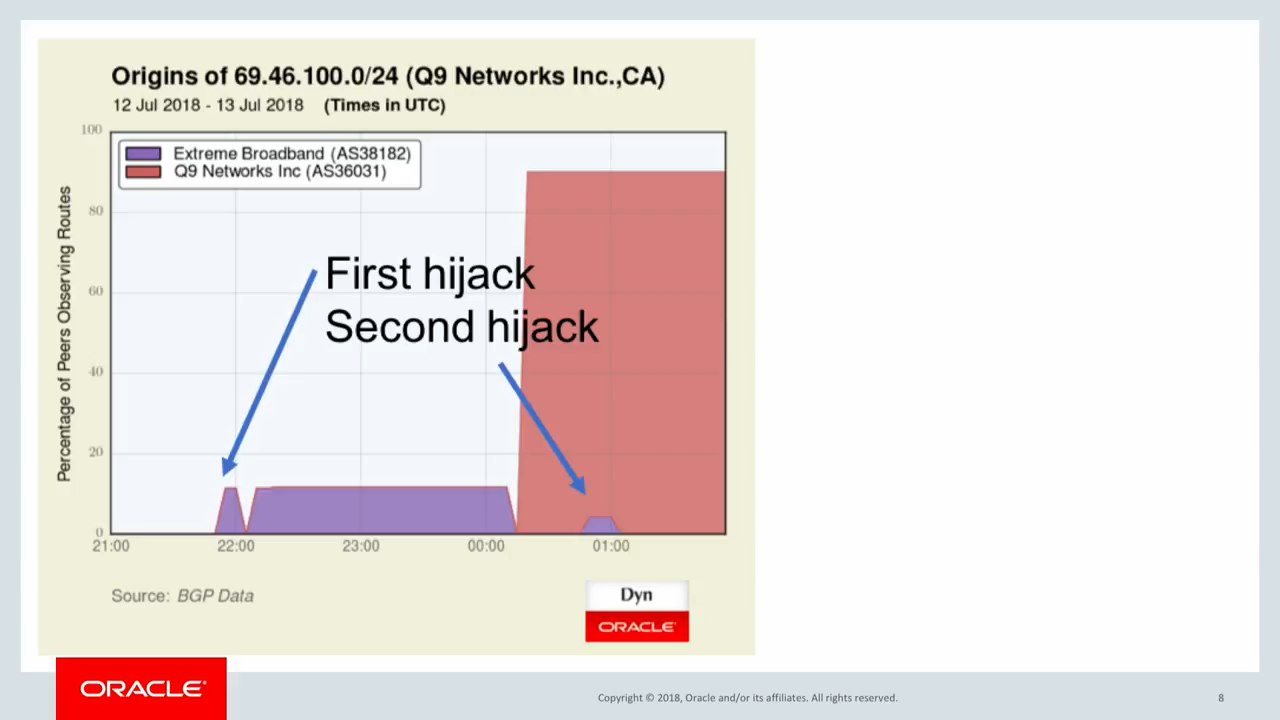 Origins of 69.46.100.0/24 (Q9 Networks Inc.,CA)
12 Jul 2018 - 13 Jul 2018 (Times in UTC)
Percentage of Peers Observing Routes
100
80
60
40
20
0
Extreme Broadband (AS38182)
Q9 Networks Inc (AS36031)
First hijack
Second hijack
21:00 22:00 23:00 00:00 01:00
Source: BGP Data
Dyn
ORACLE
ORACLE®
Copyright © 2018, Oracle and/or its affiliates. All rights reserved.
8